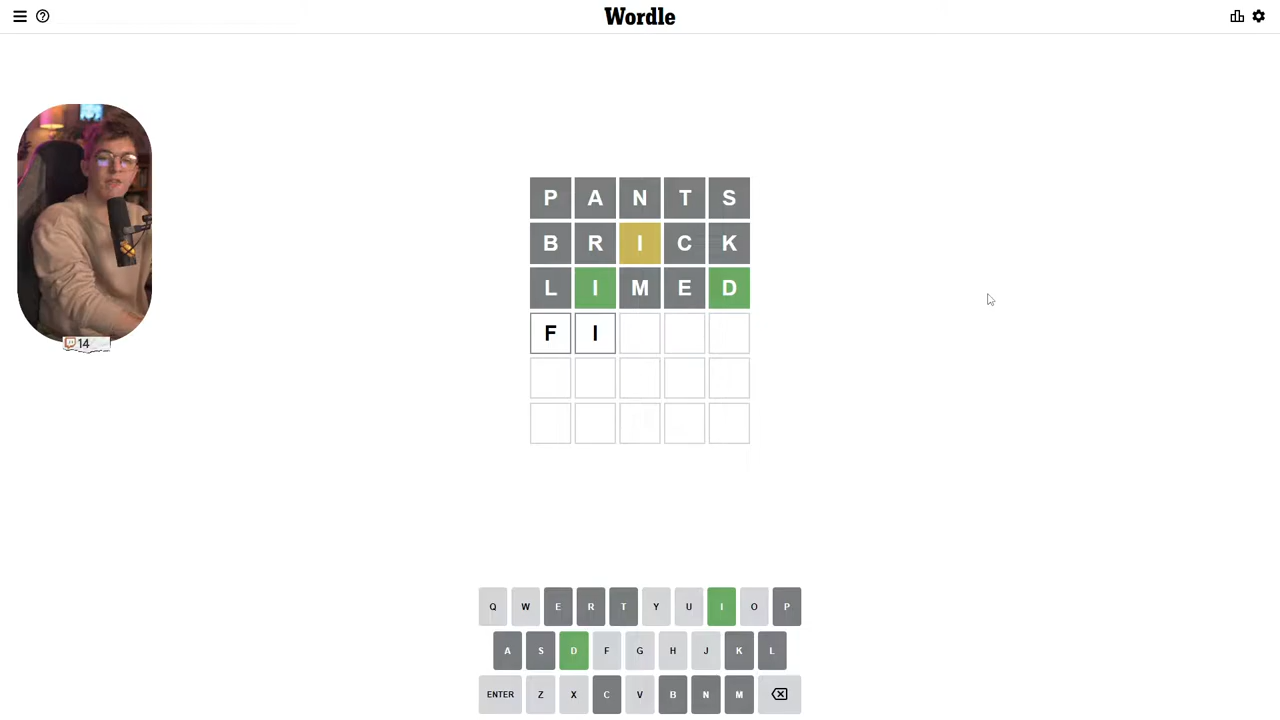 Wordle
P A N T S
B R I C K
L I M E D
F I
14
Q W E R T Y U I O P
A S D F G H J K L
ENTER Z X C V B N M